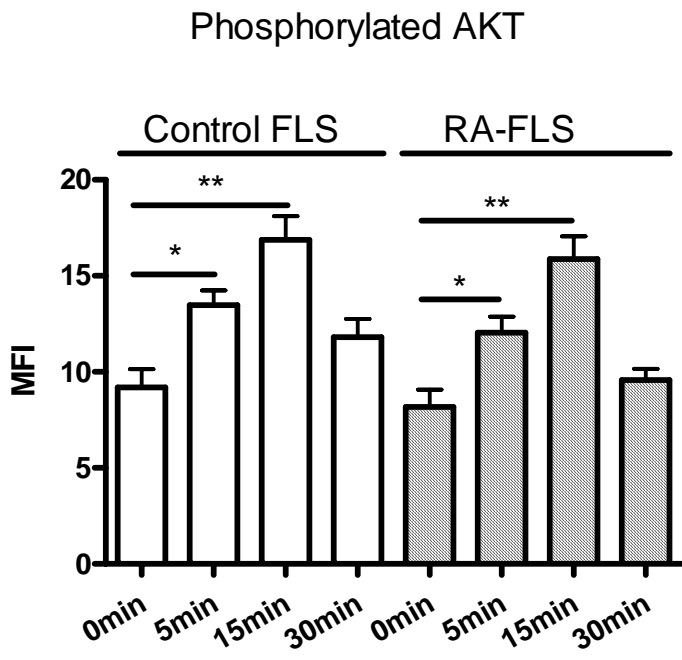 Phosphorylated AKT
Control FLS RA-FLS
20
** **
* *
15
MFI
10
5
0
0min 5min 15min 30min 0min 5min 15min 30min